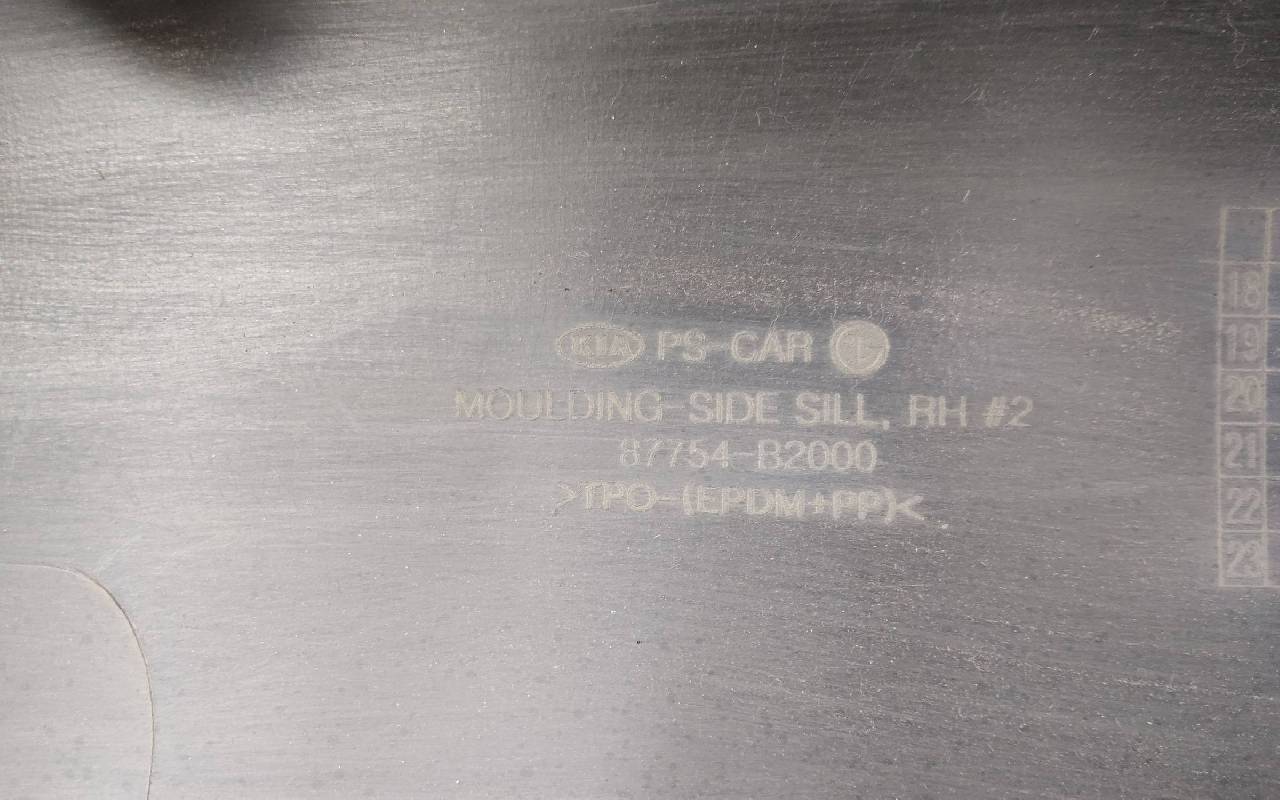 KIA PS-CAR
MOULDING-SIDE SILL, RH #2
87754-B2000
>TPO-(EPDM+PP)<
18
19
20
21
22
23